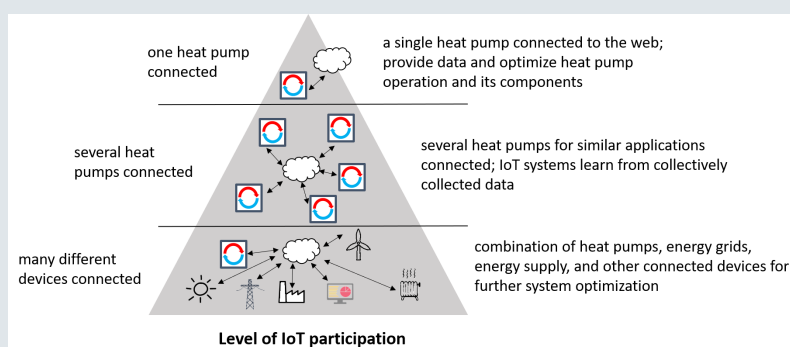 one heat pump
connected
a single heat pump connected to the web;
provide data and optimize heat pump
operation and its components
several heat
pumps connected
several heat pumps for similar applications
connected; IoT systems learn from collectively
collected data
many different
devices connected
combination of heat pumps, energy grids,
energy supply, and other connected devices for
further system optimization
Level of IoT participation